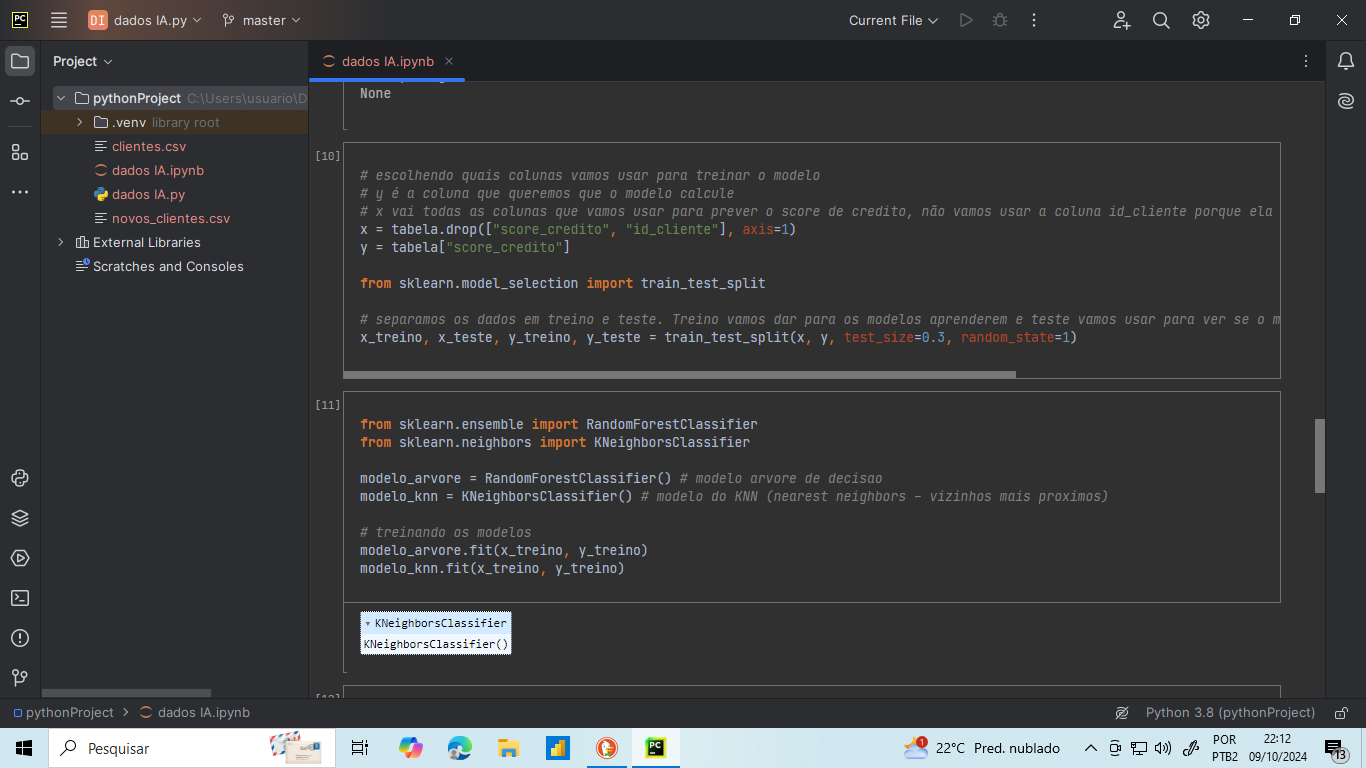 PC
DI dados IA.py master Current File
Project
dados IA.ipynb
pythonProject C:\Users\usuario\D
.venv library root
clientes.csv
dados IA.ipynb
dados IA.py
novos_clientes.csv
External Libraries
Scratches and Consoles
None
[10]
# escolhendo quais colunas vamos usar para treinar o modelo
# y é a coluna que queremos que o modelo calcule
# x vai todas as colunas que vamos usar para prever o score de credito, não vamos usar a coluna id_cliente porque ela
x = tabela.drop(["score_credito", "id_cliente"], axis=1)
y = tabela["score_credito"]
from sklearn.model_selection import train_test_split
# separamos os dados em treino e teste. Treino vamos dar para os modelos aprenderem e teste vamos usar para ver se o m
x_treino, x_teste, y_treino, y_teste = train_test_split(x, y, test_size=0.3, random_state=1)
[11]
from sklearn.ensemble import RandomForestClassifier
from sklearn.neighbors import KNeighborsClassifier
modelo_arvore = RandomForestClassifier() # modelo arvore de decisao
modelo_knn = KNeighborsClassifier() # modelo do KNN (nearest neighbors - vizinhos mais proximos)
# treinando os modelos
modelo_arvore.fit(x_treino, y_treino)
modelo_knn.fit(x_treino, y_treino)
▾ KNeighborsClassifier
KNeighborsClassifier()
pythonProject > dados IA.ipynb
Python 3.8 (pythonProject)
Pesquisar
PC
1
22°C Pred. nublado
POR
PTB2
22:12
09/10/2024
13